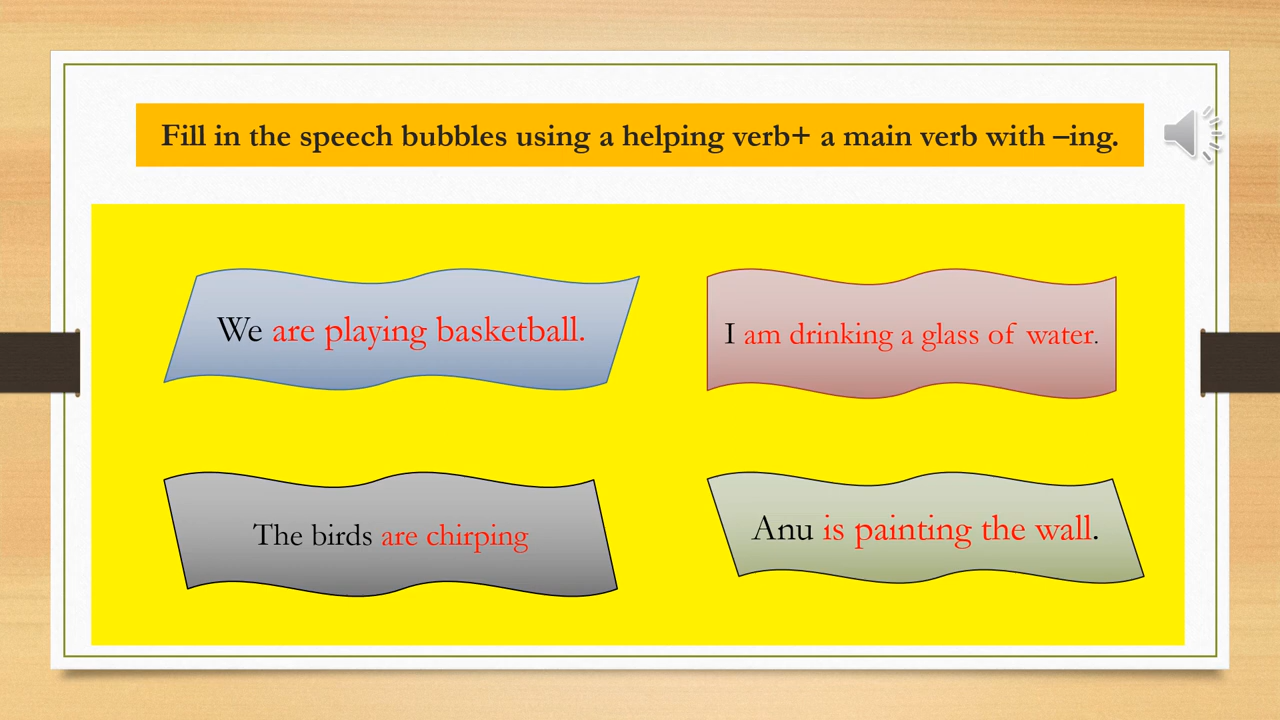 Fill in the speech bubbles using a helping verb+ a main verb with –ing.
We are playing basketball.
I am drinking a glass of water.
The birds are chirping
Anu is painting the wall.